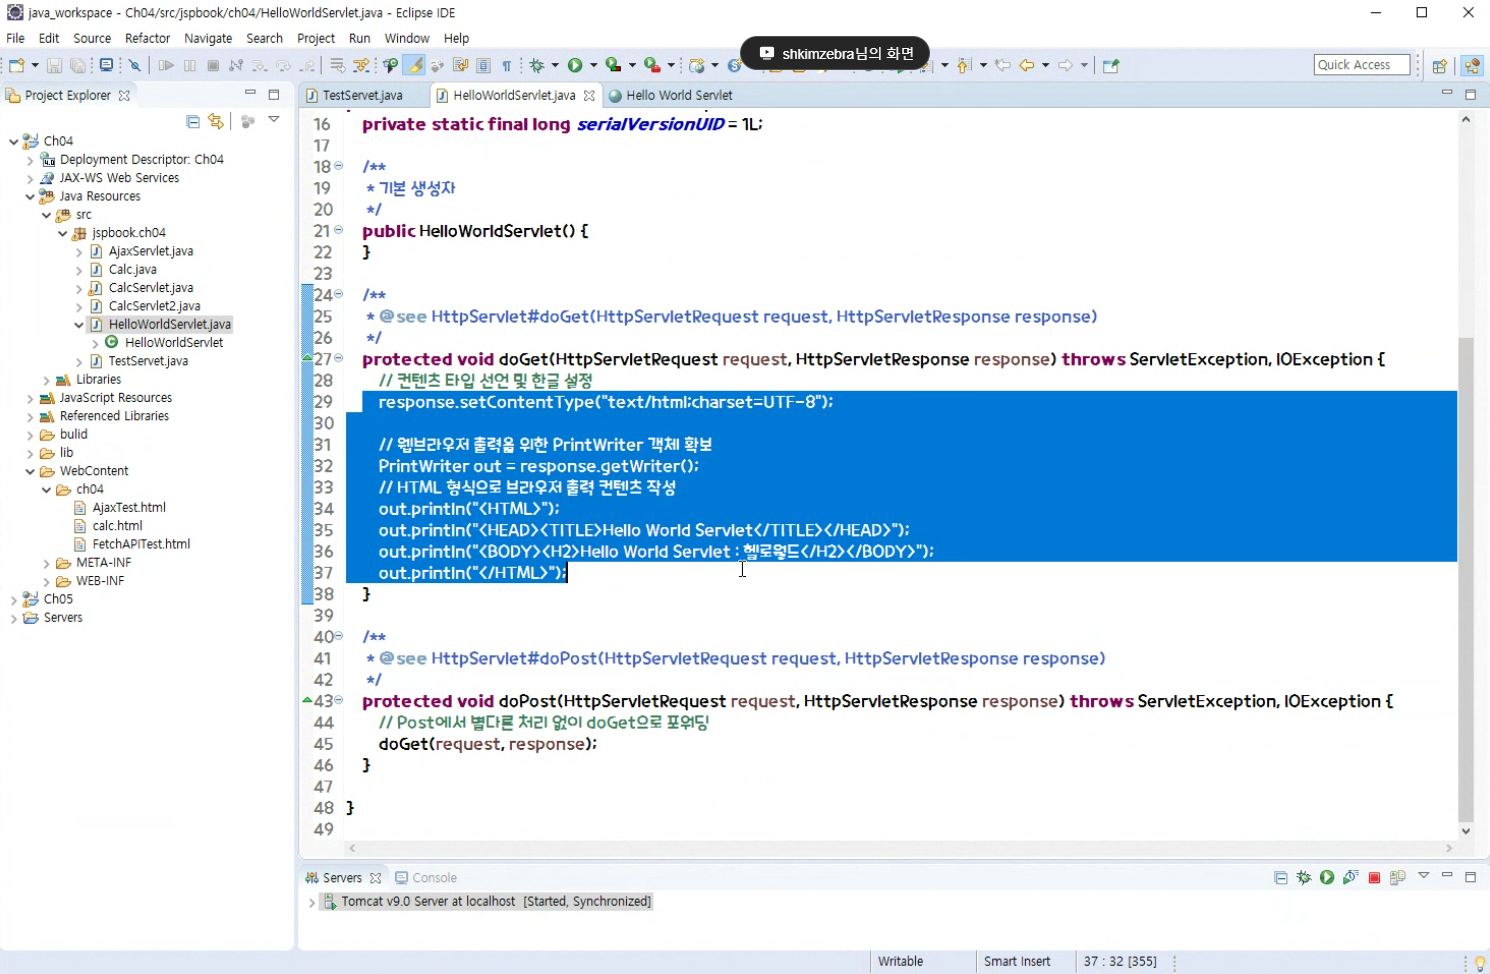 java_workspace - Ch04/src/jspbook/ch04/HelloWorldServlet.java - Eclipse IDE
File Edit Source Refactor Navigate Search Project Run Window Help
shkimzebra님의 화면
Quick Access
Project Explorer
TestServet.java
HelloWorldServlet.java
Hello World Servlet
Ch04
Deployment Descriptor: Ch04
JAX-WS Web Services
Java Resources
src
jspbook.ch04
AjaxServlet.java
Calc.java
CalcServlet.java
CalcServlet2.java
HelloWorldServlet.java
HelloWorldServlet
TestServet.java
Libraries
JavaScript Resources
Referenced Libraries
bulid
lib
WebContent
ch04
AjaxTest.html
calc.html
FetchAPITest.html
META-INF
WEB-INF
Ch05
Servers
16 private static final long serialVersionUID = 1L;
17
18 /**
19 * 기본 생성자
20 */
21 public HelloWorldServlet() {
22 }
23
24 /**
25 * @see HttpServlet#doGet(HttpServletRequest request, HttpServletResponse response)
26 */
27 protected void doGet(HttpServletRequest request, HttpServletResponse response) throws ServletException, IOException {
28 // 컨텐츠 타입 선언 및 한글 설정
29 response.setContentType("text/html;charset=UTF-8");
30
31 // 웹브라우저 출력을 위한 PrintWriter 객체 확보
32 PrintWriter out = response.getWriter();
33 // HTML 형식으로 브라우저 출력 컨텐츠 작성
34 out.println("<HTML>");
35 out.println("<HEAD><TITLE>Hello World Servlet</TITLE></HEAD>");
36 out.println("<BODY><H2>Hello World Servlet : 헬로월드</H2></BODY>");
37 out.println("</HTML>");
38 }
39
40 /**
41 * @see HttpServlet#doPost(HttpServletRequest request, HttpServletResponse response)
42 */
43 protected void doPost(HttpServletRequest request, HttpServletResponse response) throws ServletException, IOException {
44 // Post에서 별다른 처리 없이 doGet으로 포워딩
45 doGet(request, response);
46 }
47
48 }
49
Servers Console
Tomcat v9.0 Server at localhost [Started, Synchronized]
Writable Smart Insert 37 : 32 [355]